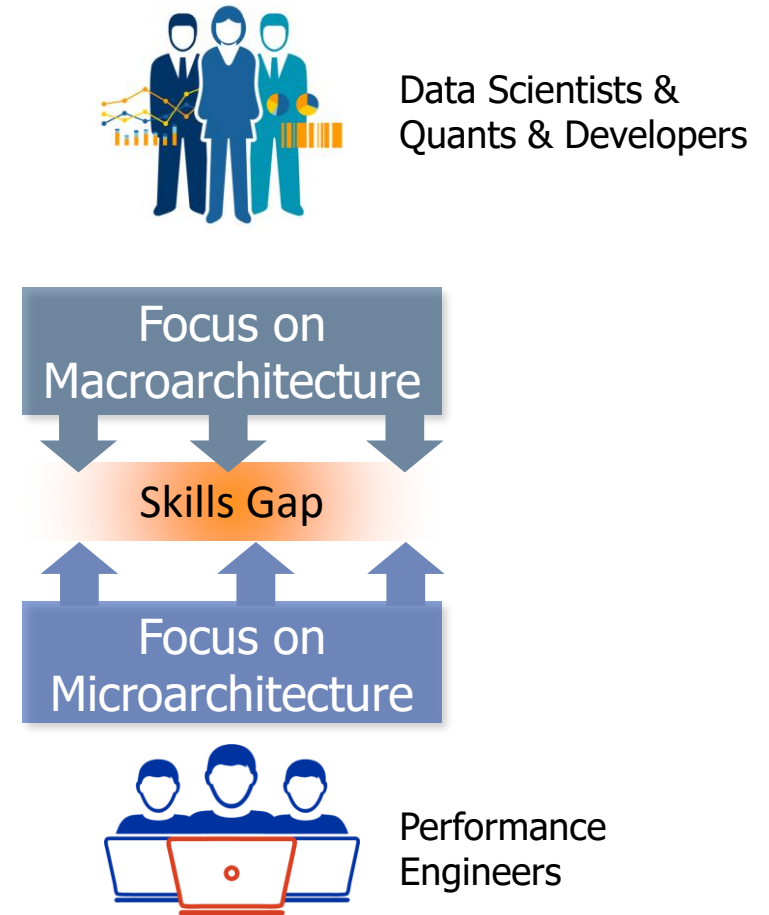 Data Scientists &
Quants & Developers
Focus on
Macroarchitecture
Skills Gap
Focus on
Microarchitecture
Performance
Engineers